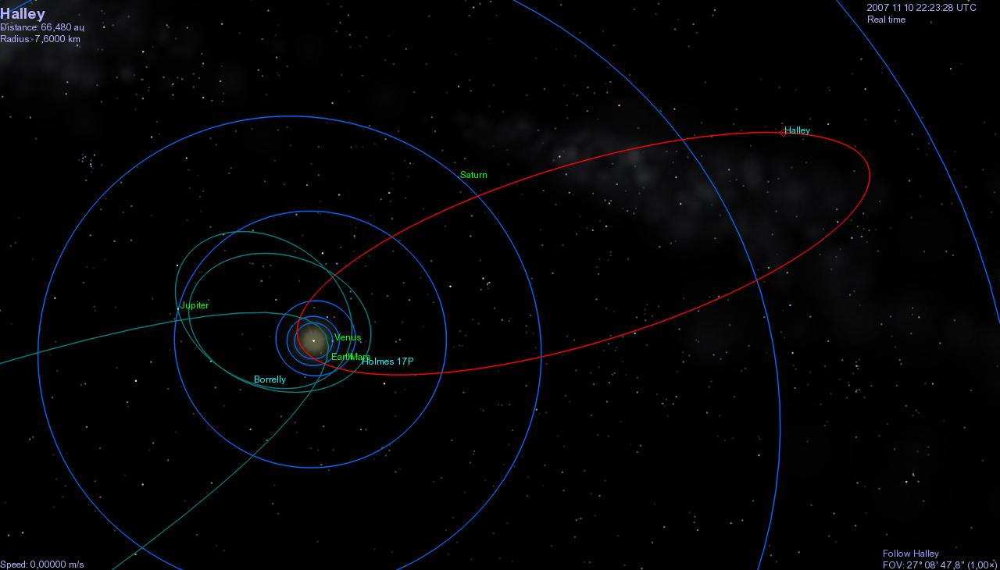 Halley
Distance: 66,480 au
Radius: 7,6000 km
2007 11 10 22:23:28 UTC
Real time
Halley
Saturn
Jupiter
Venus
Earth
Mars
Holmes 17P
Borrelly
Speed: 0,00000 m/s
Follow Halley
FOV: 27° 08' 47,8" (1,00×)